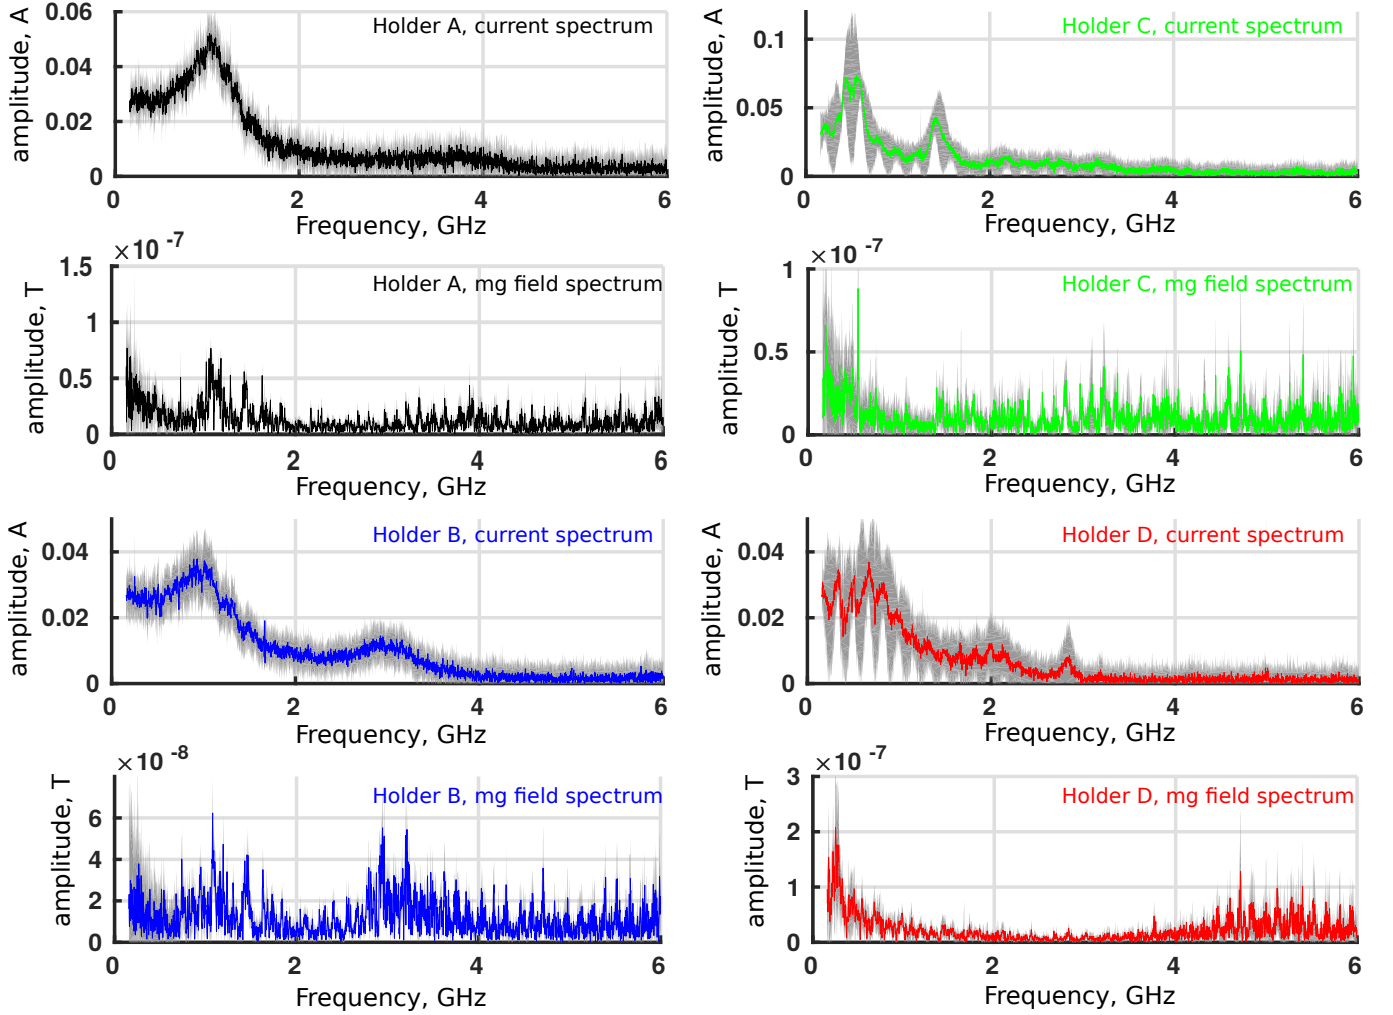 amplitude, A
0.06
0.04
0.02
0
Holder A, current spectrum
0 2 4 6
Frequency, GHz
amplitude, A
0.1
0.05
0
Holder C, current spectrum
0 2 4 6
Frequency, GHz
×10 -7
amplitude, T
1.5
1
0.5
0
Holder A, mg field spectrum
0 2 4 6
Frequency, GHz
×10 -7
amplitude, T
1
0.5
0
Holder C, mg field spectrum
0 2 4 6
Frequency, GHz
amplitude, A
0.04
0.02
0
Holder B, current spectrum
0 2 4 6
Frequency, GHz
amplitude, A
0.04
0.02
0
Holder D, current spectrum
0 2 4 6
Frequency, GHz
×10 -8
amplitude, T
6
4
2
0
Holder B, mg field spectrum
0 2 4 6
Frequency, GHz
×10 -7
amplitude, T
3
2
1
0
Holder D, mg field spectrum
0 2 4 6
Frequency, GHz